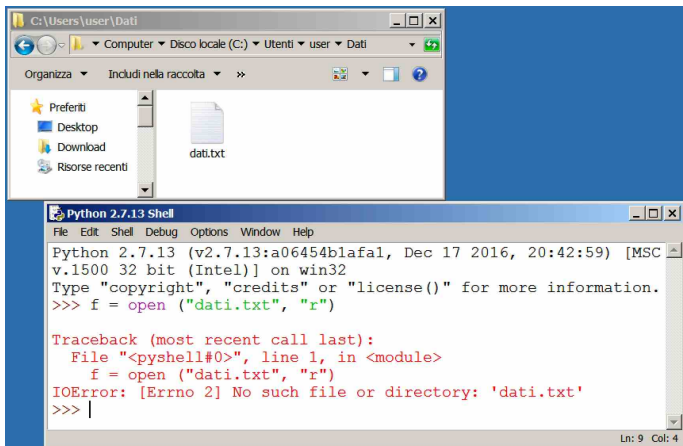 C:\Users\user\Dati
Computer Disco locale (C:) Utenti user Dati
Organizza Includi nella raccolta »
Preferiti
Desktop
Download
Risorse recenti
dati.txt
Python 2.7.13 Shell
File Edit Shell Debug Options Window Help
Python 2.7.13 (v2.7.13:a06454b1afa1, Dec 17 2016, 20:42:59) [MSC
v.1500 32 bit (Intel)] on win32
Type "copyright", "credits" or "license()" for more information.
>>> f = open ("dati.txt", "r")
Traceback (most recent call last):
File "<pyshell#0>", line 1, in <module>
f = open ("dati.txt", "r")
IOError: [Errno 2] No such file or directory: 'dati.txt'
>>>
Ln: 9 Col: 4